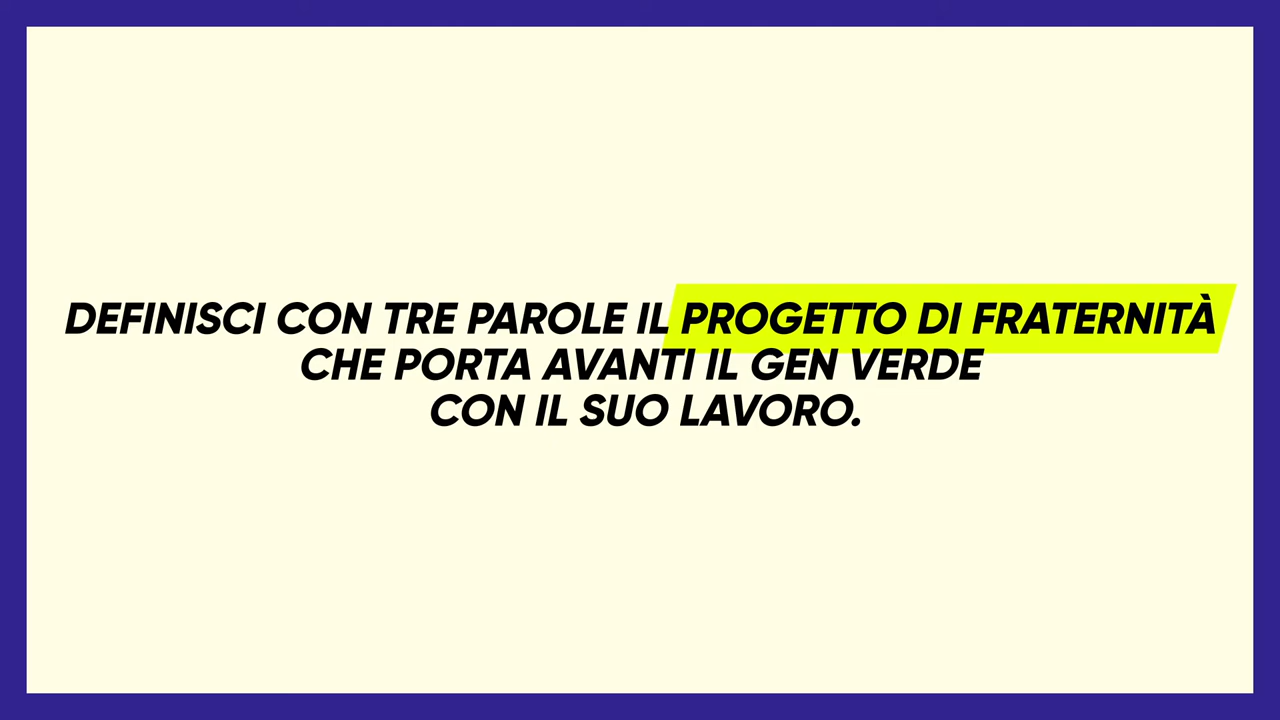 DEFINISCI CON TRE PAROLE IL PROGETTO DI FRATERNITÀ
CHE PORTA AVANTI IL GEN VERDE
CON IL SUO LAVORO.